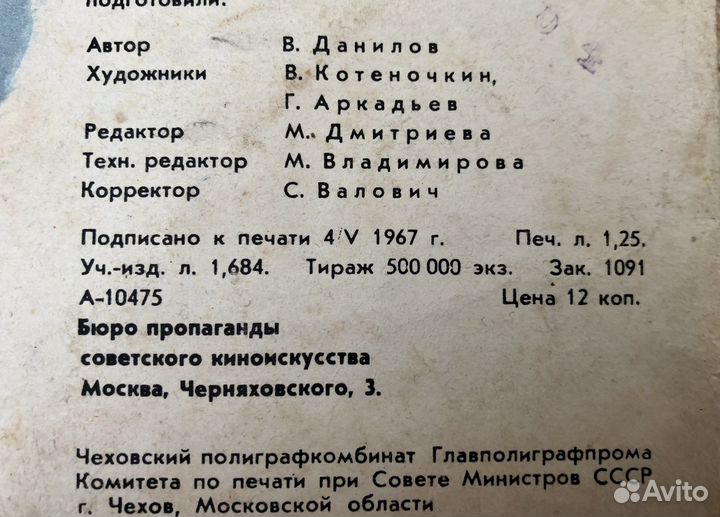 подготовили:
Автор В. Данилов
Художники В. Котеночкин,
Г. Аркадьев
Редактор М. Дмитриева
Техн. редактор М. Владимирова
Корректор С. Валович
Подписано к печати 4/V 1967 г. Печ. л. 1,25.
Уч.-изд. л. 1,684. Тираж 500 000 экз. Зак. 1091
А-10475 Цена 12 коп.
Бюро пропаганды
советского киноискусства
Москва, Черняховского, 3.
Чеховский полиграфкомбинат Главполиграфпрома
Комитета по печати при Совете Министров СССР
г. Чехов, Московской области
Avito